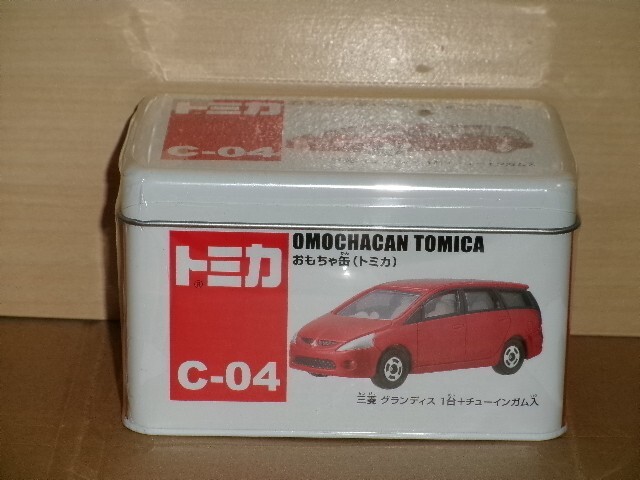 トミカ
C-04
OMOCHACAN TOMICA
おもちゃ缶(トミカ)
トミカ
C-04
三菱 グランディス 1台+チューインガム入